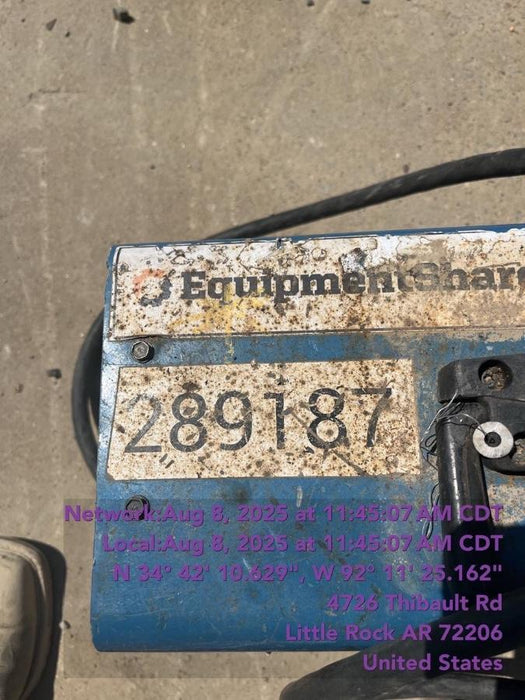 EquipmentShar
289187
Network:Aug 8, 2025 at 11:45:07 AM CDT
Local:Aug 8, 2025 at 11:45:07 AM CDT
N 34° 42' 10.629", W 92° 11' 25.162"
4726 Thibault Rd
Little Rock AR 72206
United States